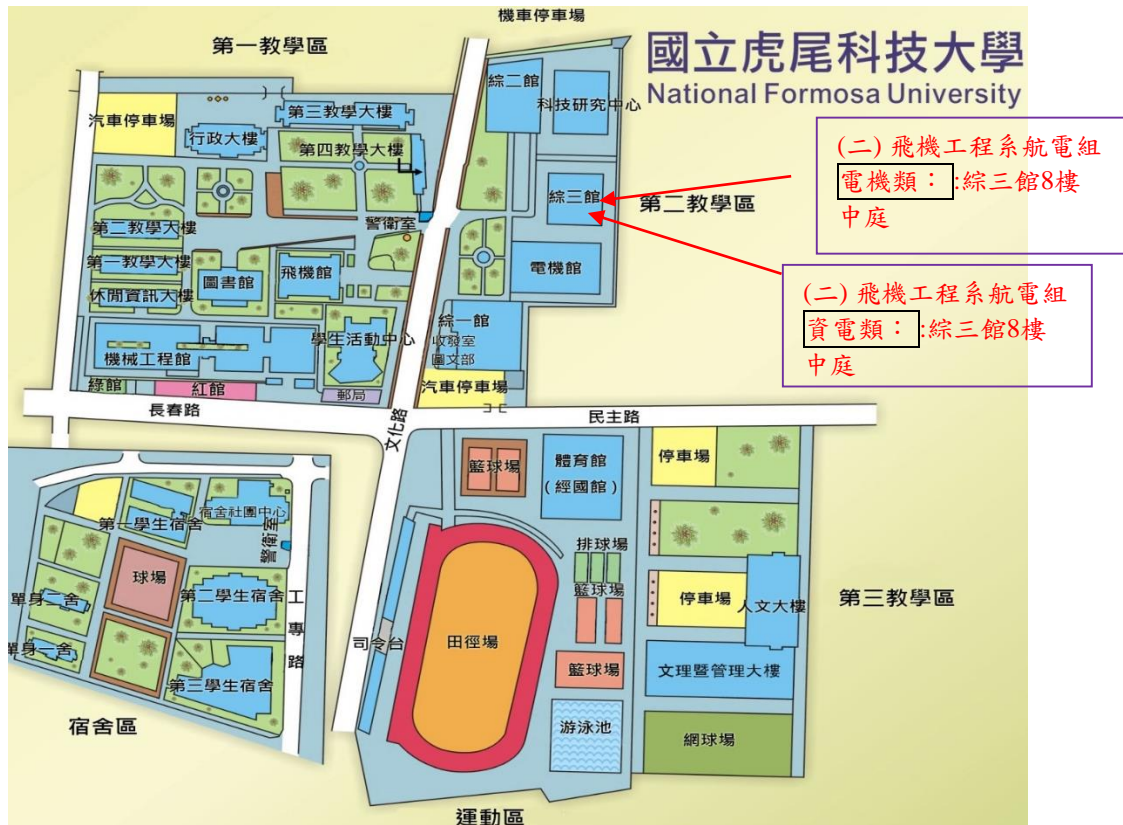 機車停車場
第一教學區
國立虎尾科技大學
National Formosa University
綜二館
科技研究中心
汽車停車場
第三教學大樓
行政大樓
第四教學大樓
(二) 飛機工程系航電組
電機類： :綜三館8樓
中庭
綜三館
第二教學區
警衛室
第二教學大樓
第一教學大樓
圖書館
飛機館
電機館
休閒資訊大樓
(二) 飛機工程系航電組
資電類： :綜三館8樓
中庭
綜一館
收發室
圖文部
學生活動中心
機械工程館
汽車停車場
綠館
紅館
郵局
長春路
文化路
民主路
籃球場
體育館
(經國館)
停車場
宿舍社團中心
第一學生宿舍
警衛室
排球場
球場
籃球場
單身二舍
第二學生宿舍
停車場
人文大樓
第三教學區
工專路
司令台
田徑場
單身一舍
籃球場
文理暨管理大樓
第三學生宿舍
宿舍區
游泳池
網球場
運動區